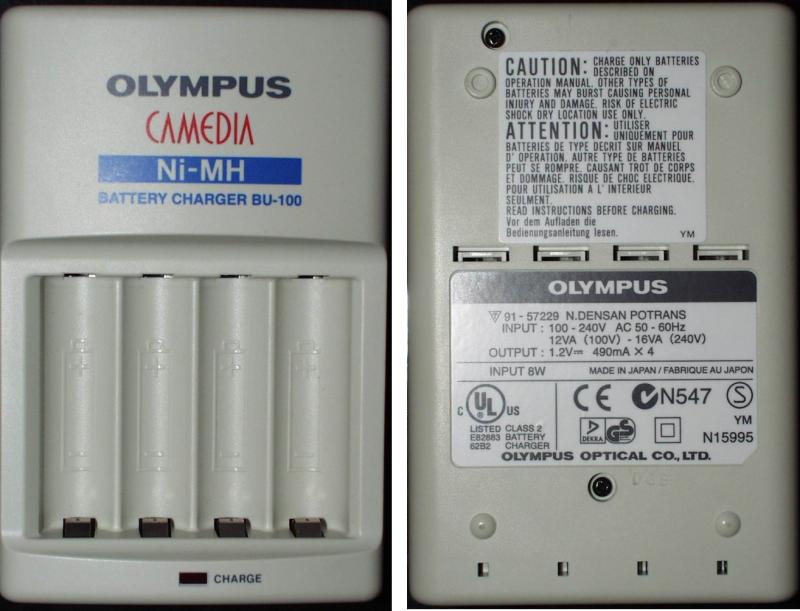 OLYMPUS
CAMEDIA
Ni-MH
BATTERY CHARGER BU-100
+ + + +
- - - -
CHARGE
CAUTION: CHARGE ONLY BATTERIES
DESCRIBED ON
OPERATION MANUAL. OTHER TYPES OF
BATTERIES MAY BURST CAUSING PERSONAL
INJURY AND DAMAGE. RISK OF ELECTRIC
SHOCK DRY LOCATION USE ONLY.
ATTENTION: UTILISER
UNIQUEMENT POUR
BATTERIES DE TYPE DECRIT SUR MANUEL
D' OPERATION. AUTRE TYPE DE BATTERIES
PEUT SE ROMPRE. CAUSANT TROT DE CORPS
ET DOMMAGE. RISQUE DE CHOC ELECTRIQUE.
POUR UTILISATION A L' INTERIEUR
SEULMENT.
READ INSTRUCTIONS BEFORE CHARGING.
Vor dem Aufladen die
Bedienungsanleitung lesen.
YM
OLYMPUS
91-57229 N.DENSAN POTRANS
INPUT: 100-240V AC 50-60Hz
12VA (100V) - 16VA (240V)
OUTPUT: 1.2V⎓ 490mA×4
INPUT 8W MADE IN JAPAN / FABRIQUE AU JAPON
C UL US
LISTED CLASS 2
E82883 BATTERY
62B2 CHARGER
CE N547 S
DEKRA GS
YM
N15995
OLYMPUS OPTICAL CO., LTD.